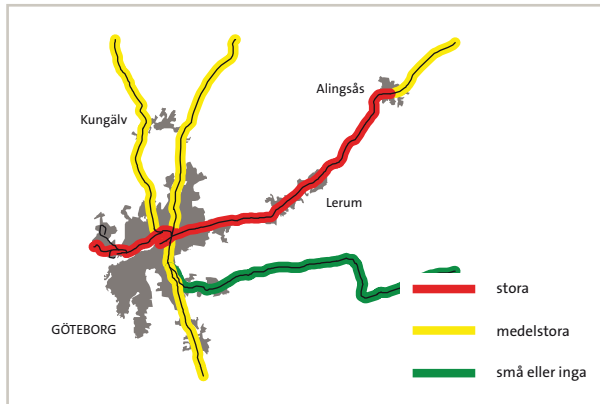 Alingsås
Kungälv
Lerum
stora
GÖTEBORG
medelstora
små eller inga